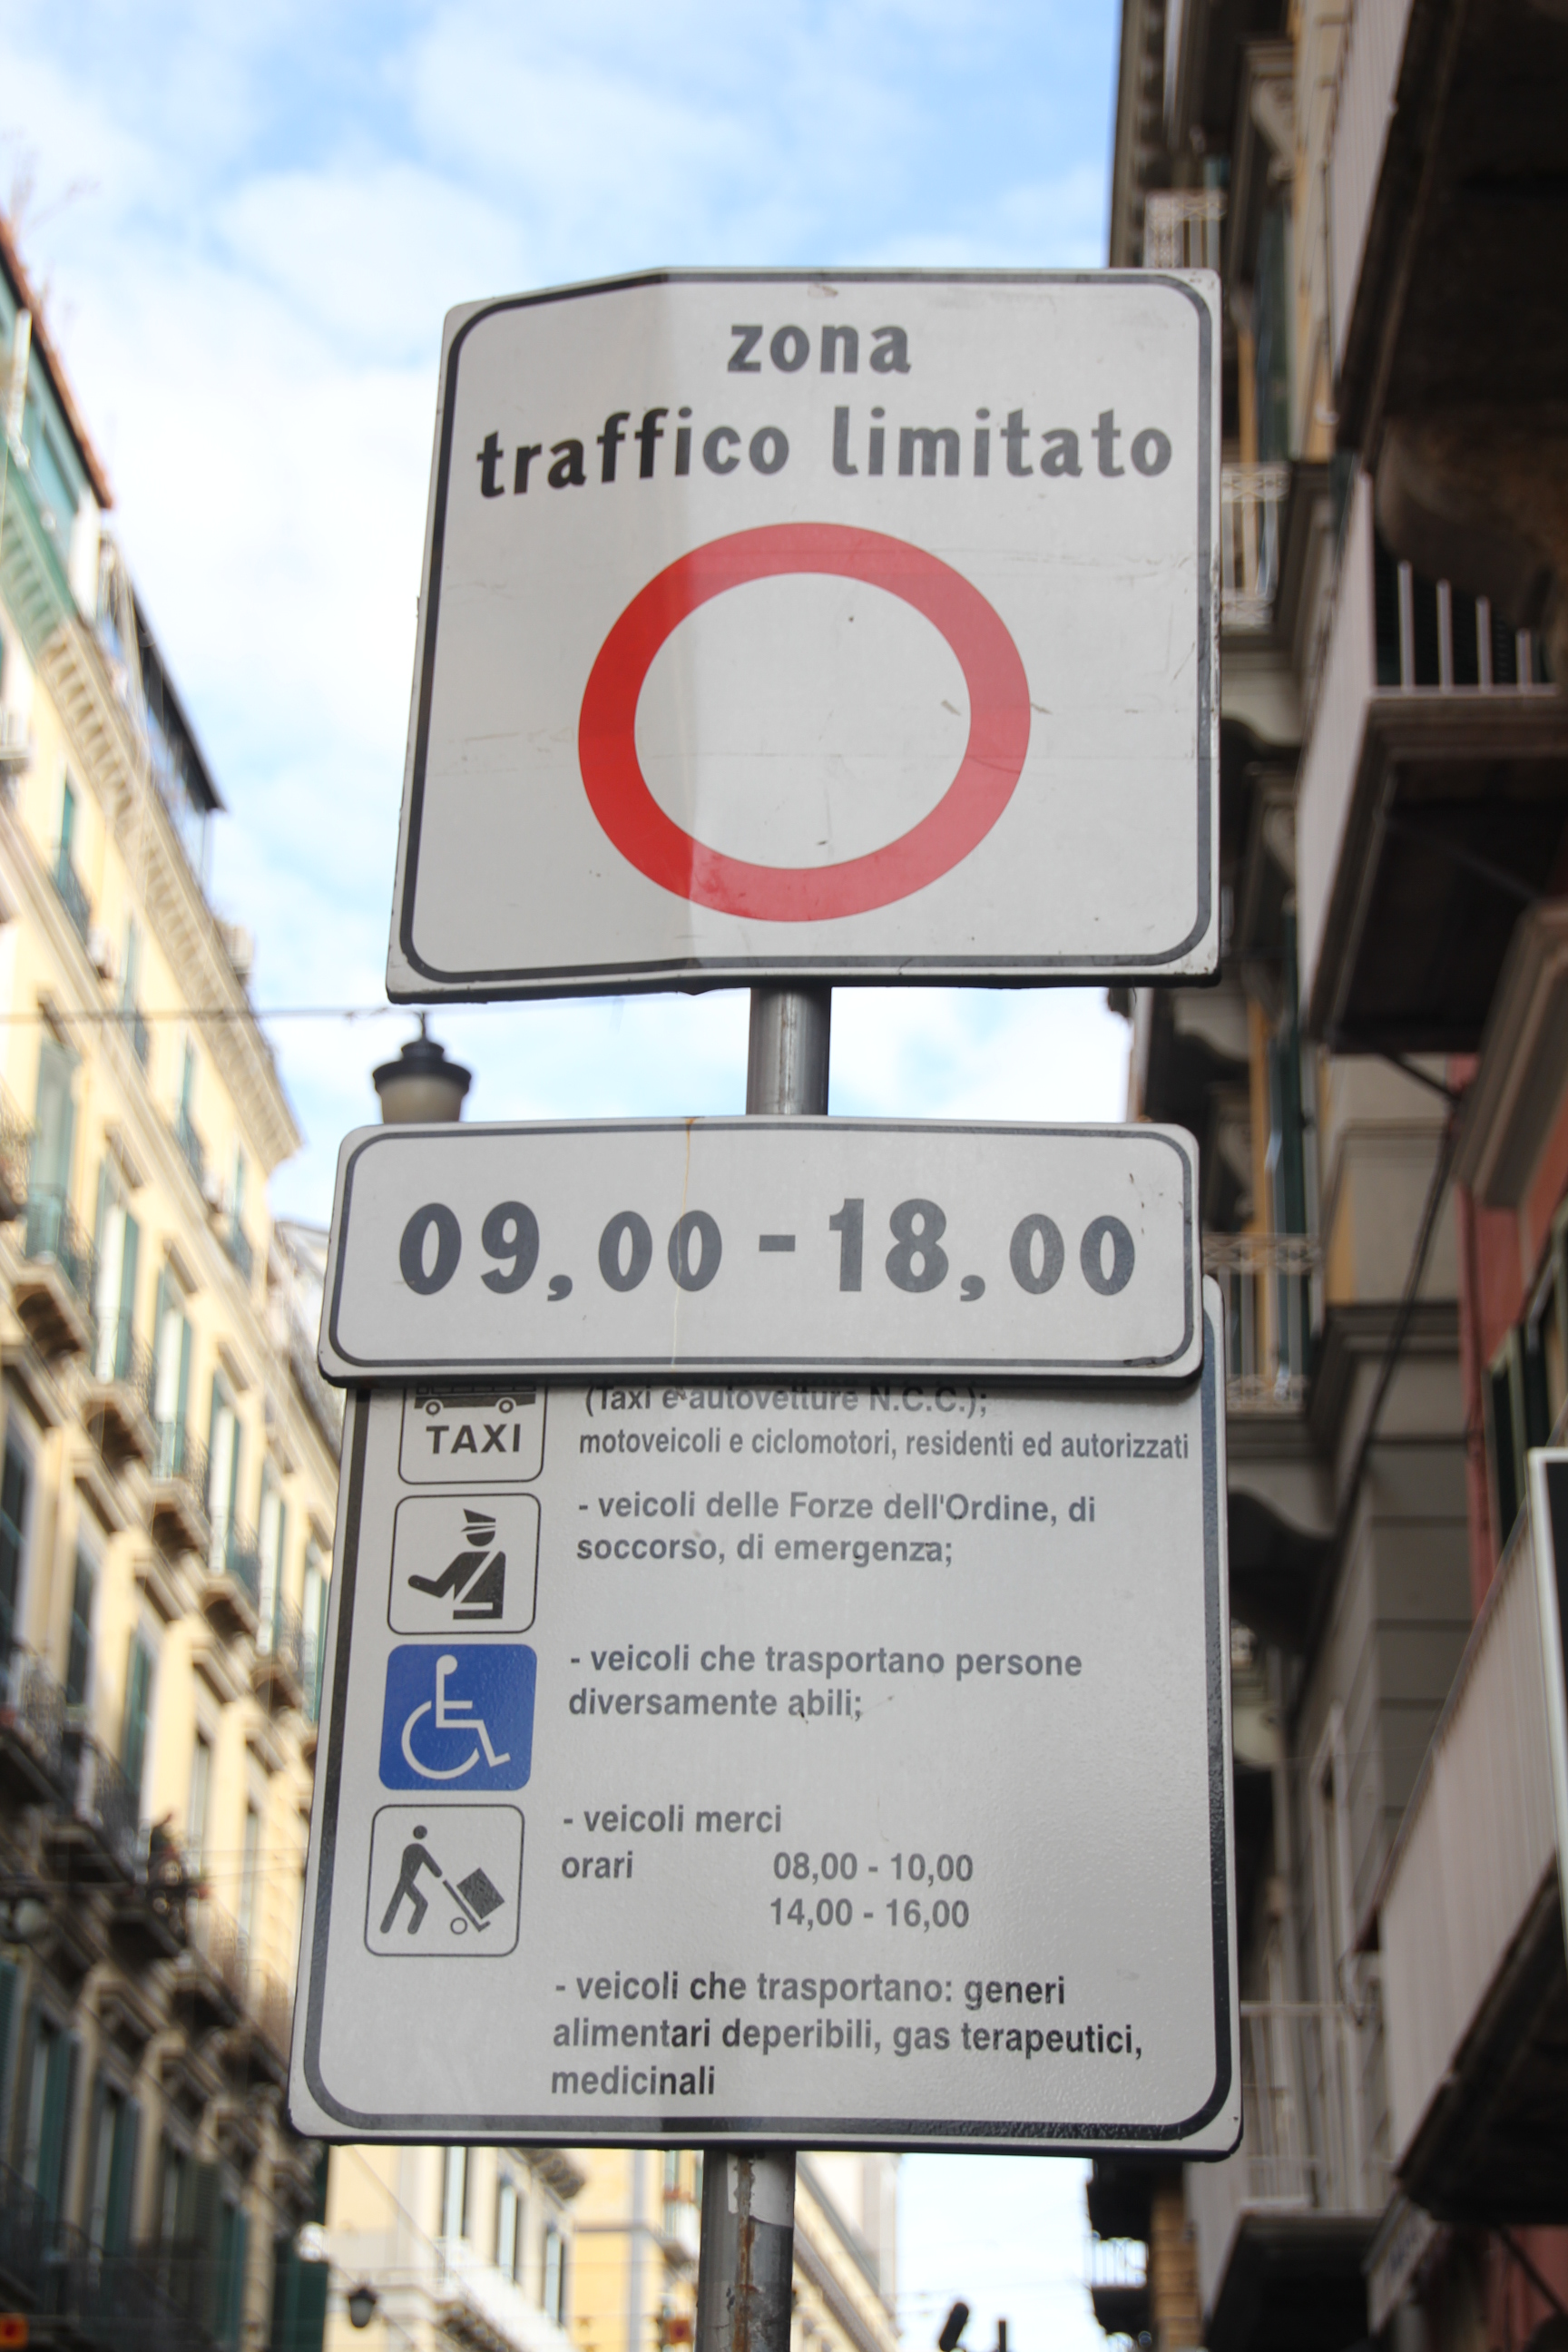 zona
traffico limitato
09,00 - 18,00
TAXI
(Taxi e autovetture N.C.C.);
motoveicoli e ciclomotori, residenti ed autorizzati
- veicoli delle Forze dell'Ordine, di
soccorso, di emergenza;
- veicoli che trasportano persone
diversamente abili;
- veicoli merci
orari 08,00 - 10,00
14,00 - 16,00
- veicoli che trasportano: generi
alimentari deperibili, gas terapeutici,
medicinali